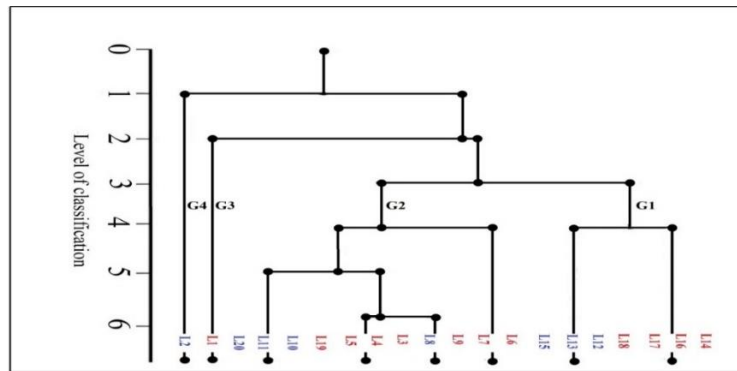 Level of classification
0
1
2
3
4
5
6
G4
G3
G2
G1
L2
L1
L20
L11
L10
L19
L5
L4
L3
L8
L9
L7
L6
L15
L13
L12
L18
L17
L16
L14